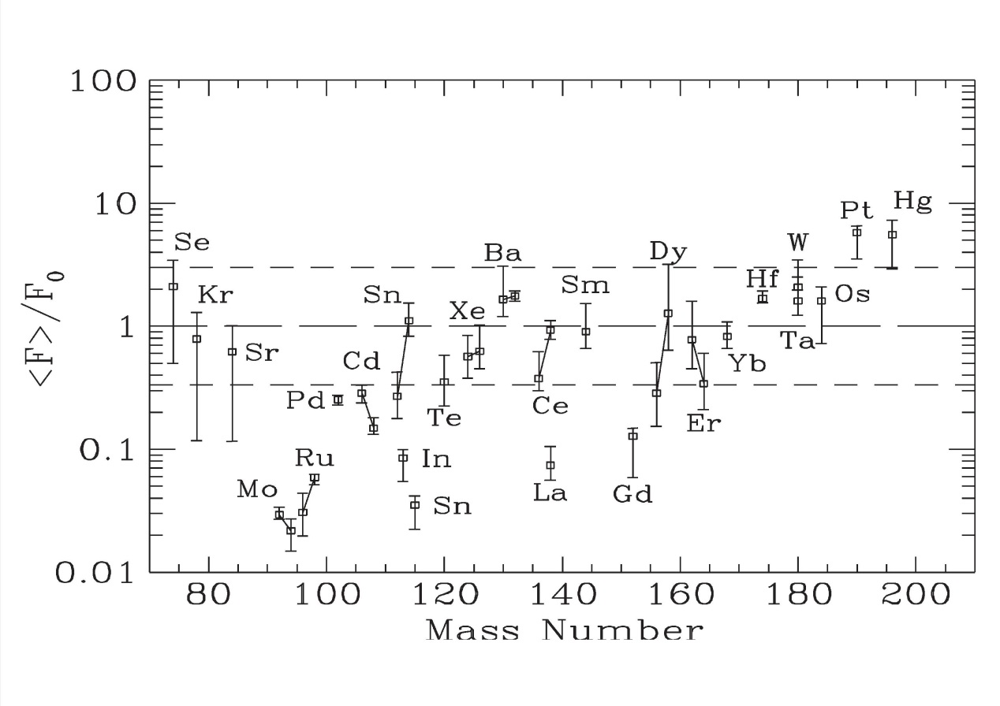 100
10
1
0.1
0.01
<F>/F0
Se
Kr
Sr
Mo
Ru
Pd
Cd
Sn
In
Sn
Te
Xe
Ba
Ce
La
Sm
Gd
Dy
Er
Yb
Hf
W
Ta
Os
Pt
Hg
80 100 120 140 160 180 200
Mass Number